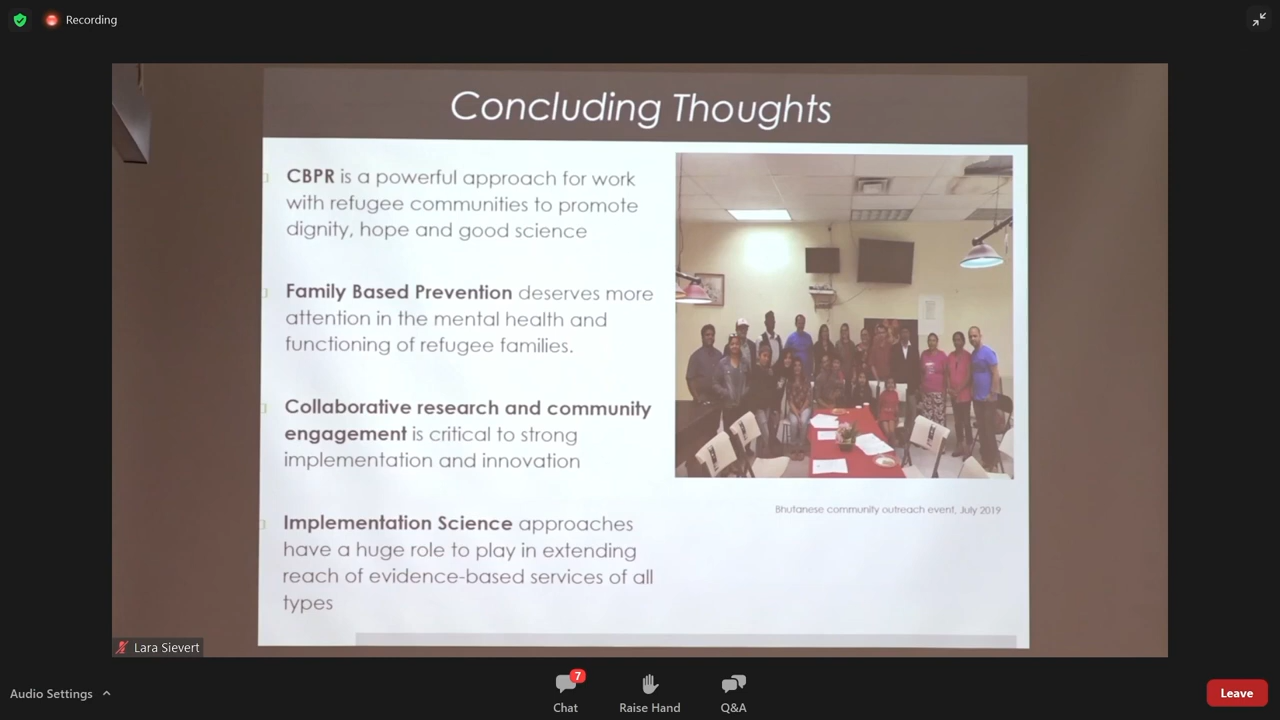 Recording
Concluding Thoughts
CBPR is a powerful approach for work
with refugee communities to promote
dignity, hope and good science
Family Based Prevention deserves more
attention in the mental health and
functioning of refugee families.
Collaborative research and community
engagement is critical to strong
implementation and innovation
Implementation Science approaches
have a huge role to play in extending
reach of evidence-based services of all
types
Bhutanese community outreach event, July 2019
Lara Sievert
Audio Settings
Chat
7
Raise Hand
Q&A
Leave